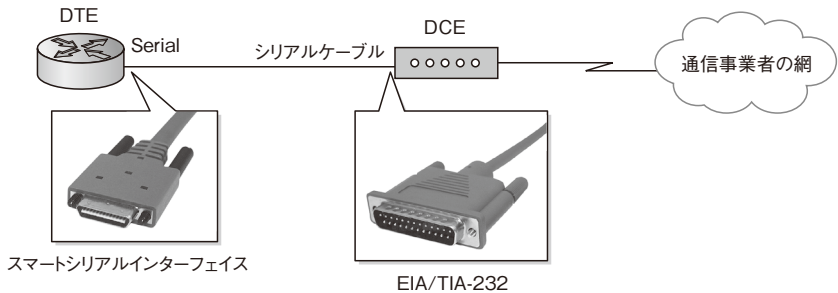 DTE
Serial
シリアルケーブル
DCE
通信事業者の網
スマートシリアルインターフェイス
EIA/TIA-232